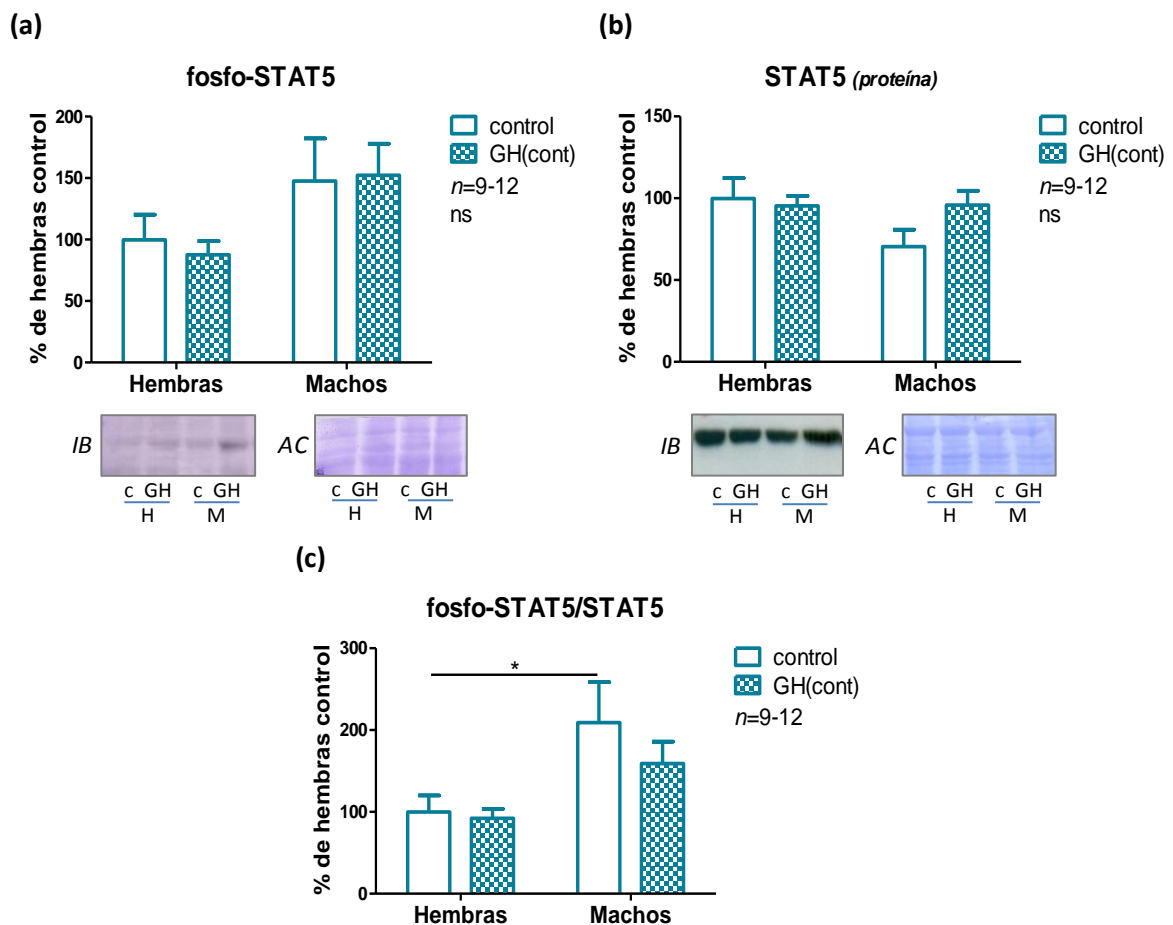 (a)
fosfo-STAT5
% de hembras control
200
150
100
50
0
Hembras
Machos
control
GH(cont)
n=9-12
ns
IB
c GH c GH
H M
AC
c GH c GH
H M
(b)
STAT5 (proteína)
% de hembras control
150
100
50
0
Hembras
Machos
control
GH(cont)
n=9-12
ns
IB
c GH c GH
H M
AC
c GH c GH
H M
(c)
fosfo-STAT5/STAT5
% de hembras control
300
200
100
0
*
Hembras
Machos
control
GH(cont)
n=9-12